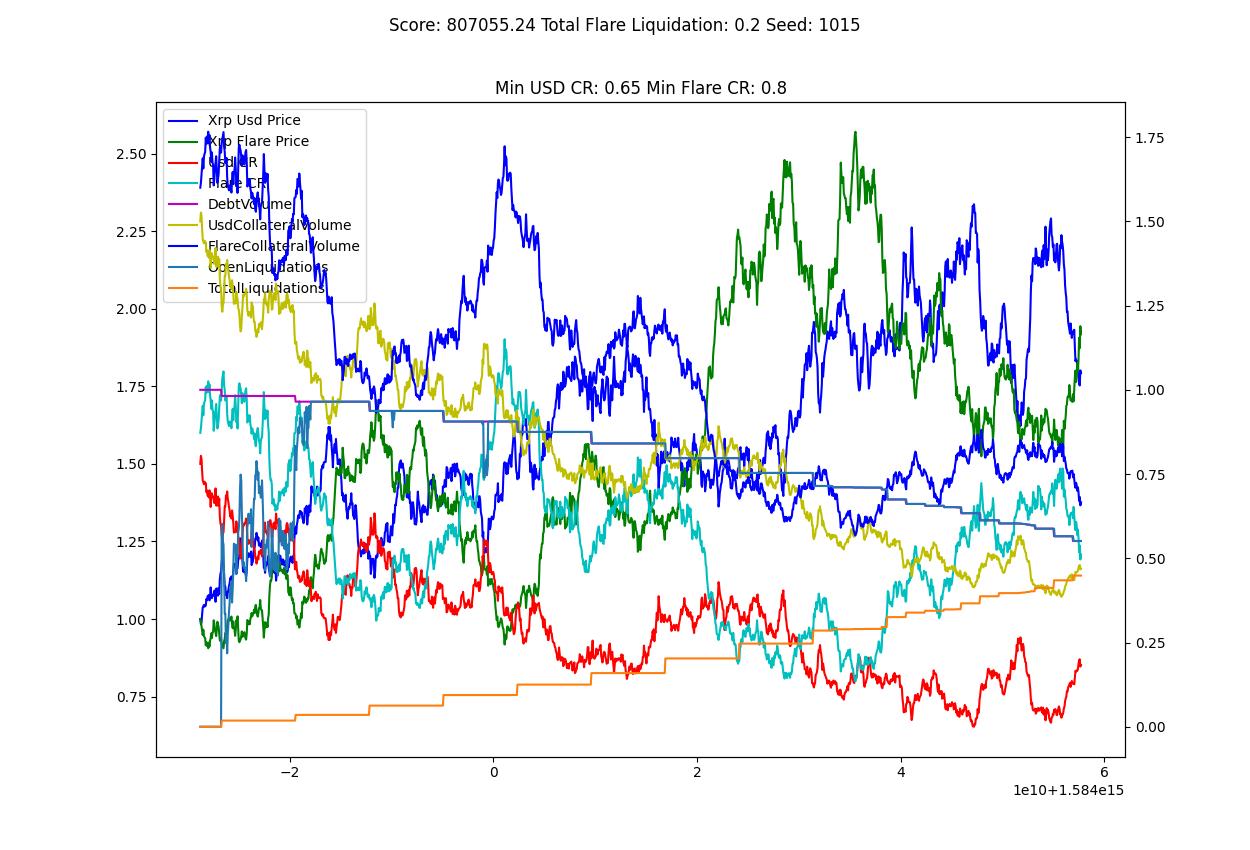 Score: 807055.24 Total Flare Liquidation: 0.2 Seed: 1015
Min USD CR: 0.65 Min Flare CR: 0.8
Xrp Usd Price
Xrp Flare Price
Usd CR
Flare CR
DebtVolume
UsdCollateralVolume
FlareCollateralVolume
OpenLiquidations
TotalLiquidations
2.50
2.25
2.00
1.75
1.50
1.25
1.00
0.75
1.75
1.50
1.25
1.00
0.75
0.50
0.25
0.00
−2
0
2
4
6
1e10+1.584e15